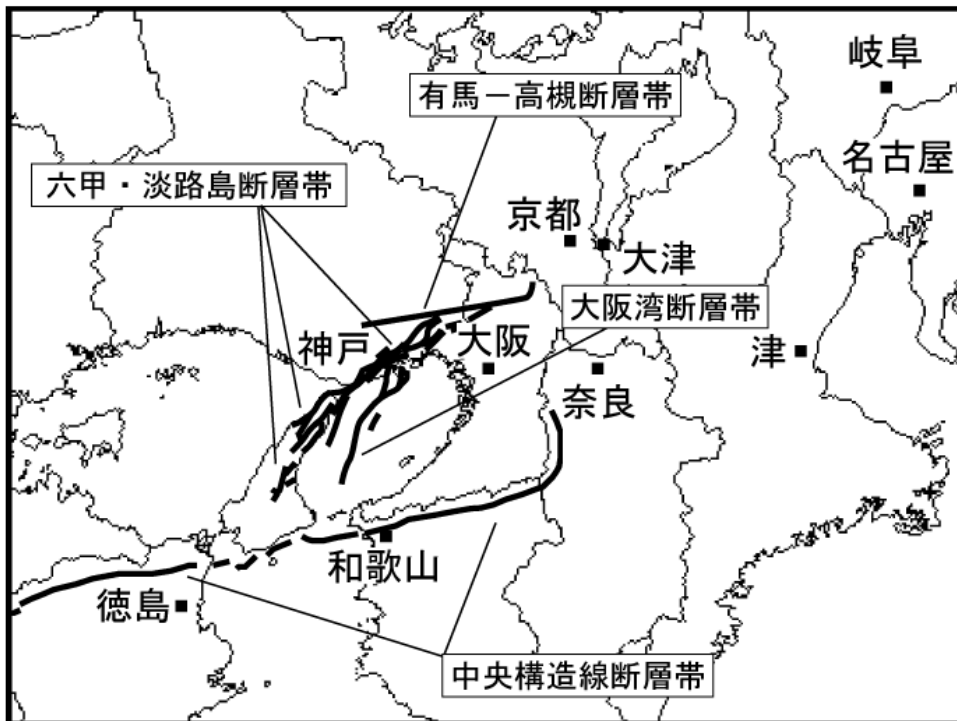 岐阜
有馬－高槻断層帯
名古屋
六甲・淡路島断層帯
京都
大津
大阪湾断層帯
神戸
大阪
津
奈良
和歌山
徳島
中央構造線断層帯